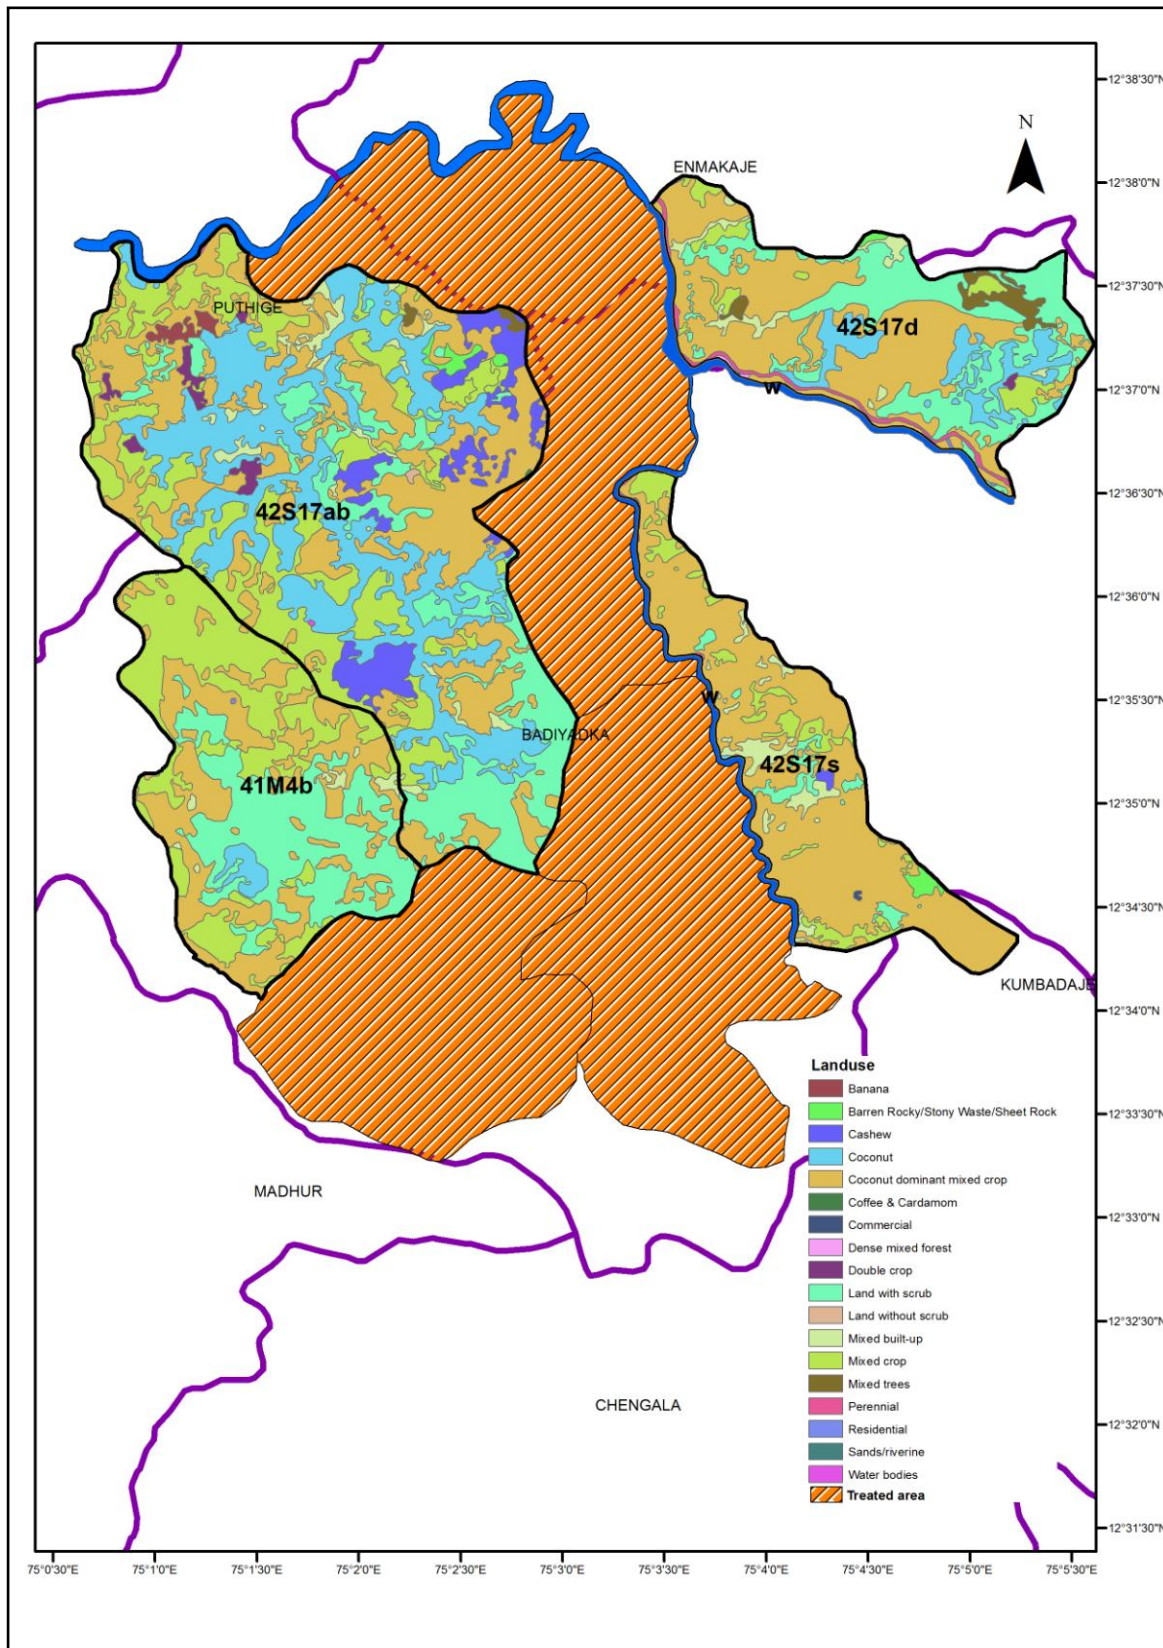 12°38'30"N
N
ENMAKAJE
12°38'0"N
PUTHIGE
12°37'30"N
42S17d
W
12°37'0"N
42S17ab
12°36'30"N
12°36'0"N
W
12°35'30"N
BADIYADKA
42S17s
41M4b
12°35'0"N
12°34'30"N
KUMBADAJE
12°34'0"N
Landuse
Banana
Barren Rocky/Stony Waste/Sheet Rock
12°33'30"N
Cashew
Coconut
Coconut dominant mixed crop
MADHUR
Coffee & Cardamom
Commercial
12°33'0"N
Dense mixed forest
Double crop
Land with scrub
Land without scrub
12°32'30"N
Mixed built-up
Mixed crop
Mixed trees
CHENGALA
Perennial
12°32'0"N
Residential
Sands/riverine
Water bodies
Treated area
12°31'30"N
75°0'30"E 75°1'0"E 75°1'30"E 75°2'0"E 75°2'30"E 75°3'0"E 75°3'30"E 75°4'0"E 75°4'30"E 75°5'0"E 75°5'30"E